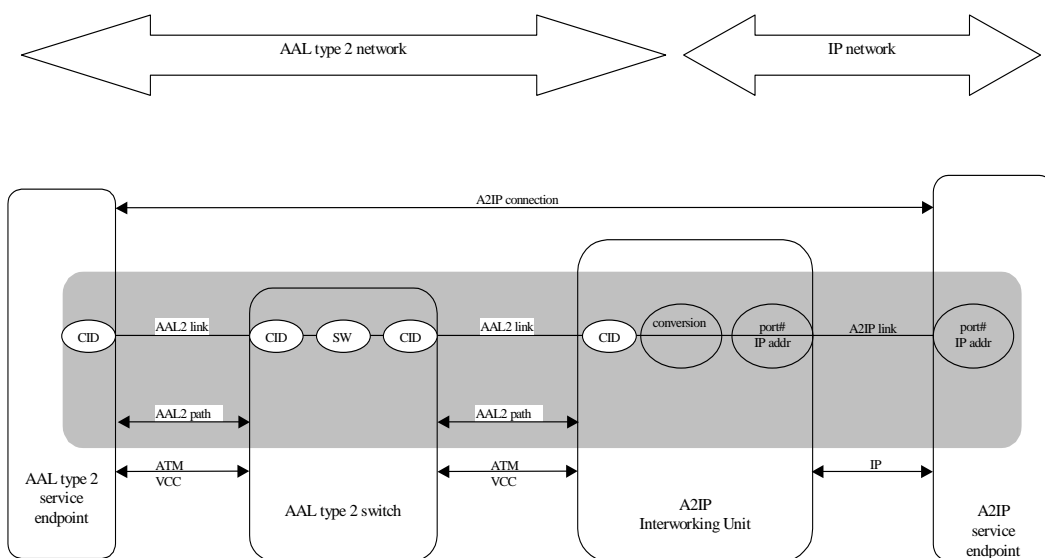 AAL type 2 network
IP network
A2IP connection
CID
AAL2 link
CID
SW
CID
AAL2 link
CID
conversion
port#
IP addr
A2IP link
port#
IP addr
AAL2 path
AAL2 path
ATM
VCC
ATM
VCC
IP
AAL type 2
service
endpoint
AAL type 2 switch
A2IP
Interworking Unit
A2IP
service
endpoint